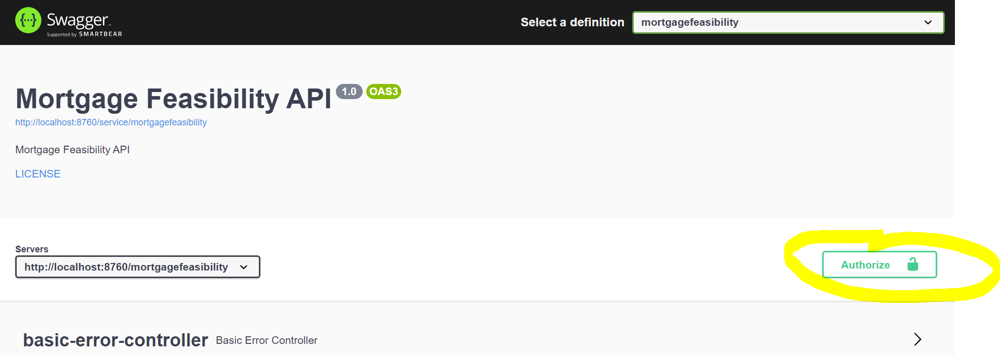 Swagger
Supported by SMARTBEAR
Select a definition
mortgagefeasibility
Mortgage Feasibility API 1.0 OAS3
http://localhost:8760/service/mortgagefeasibility
Mortgage Feasibility API
LICENSE
Servers
http://localhost:8760/mortgagefeasibility
Authorize
basic-error-controller Basic Error Controller